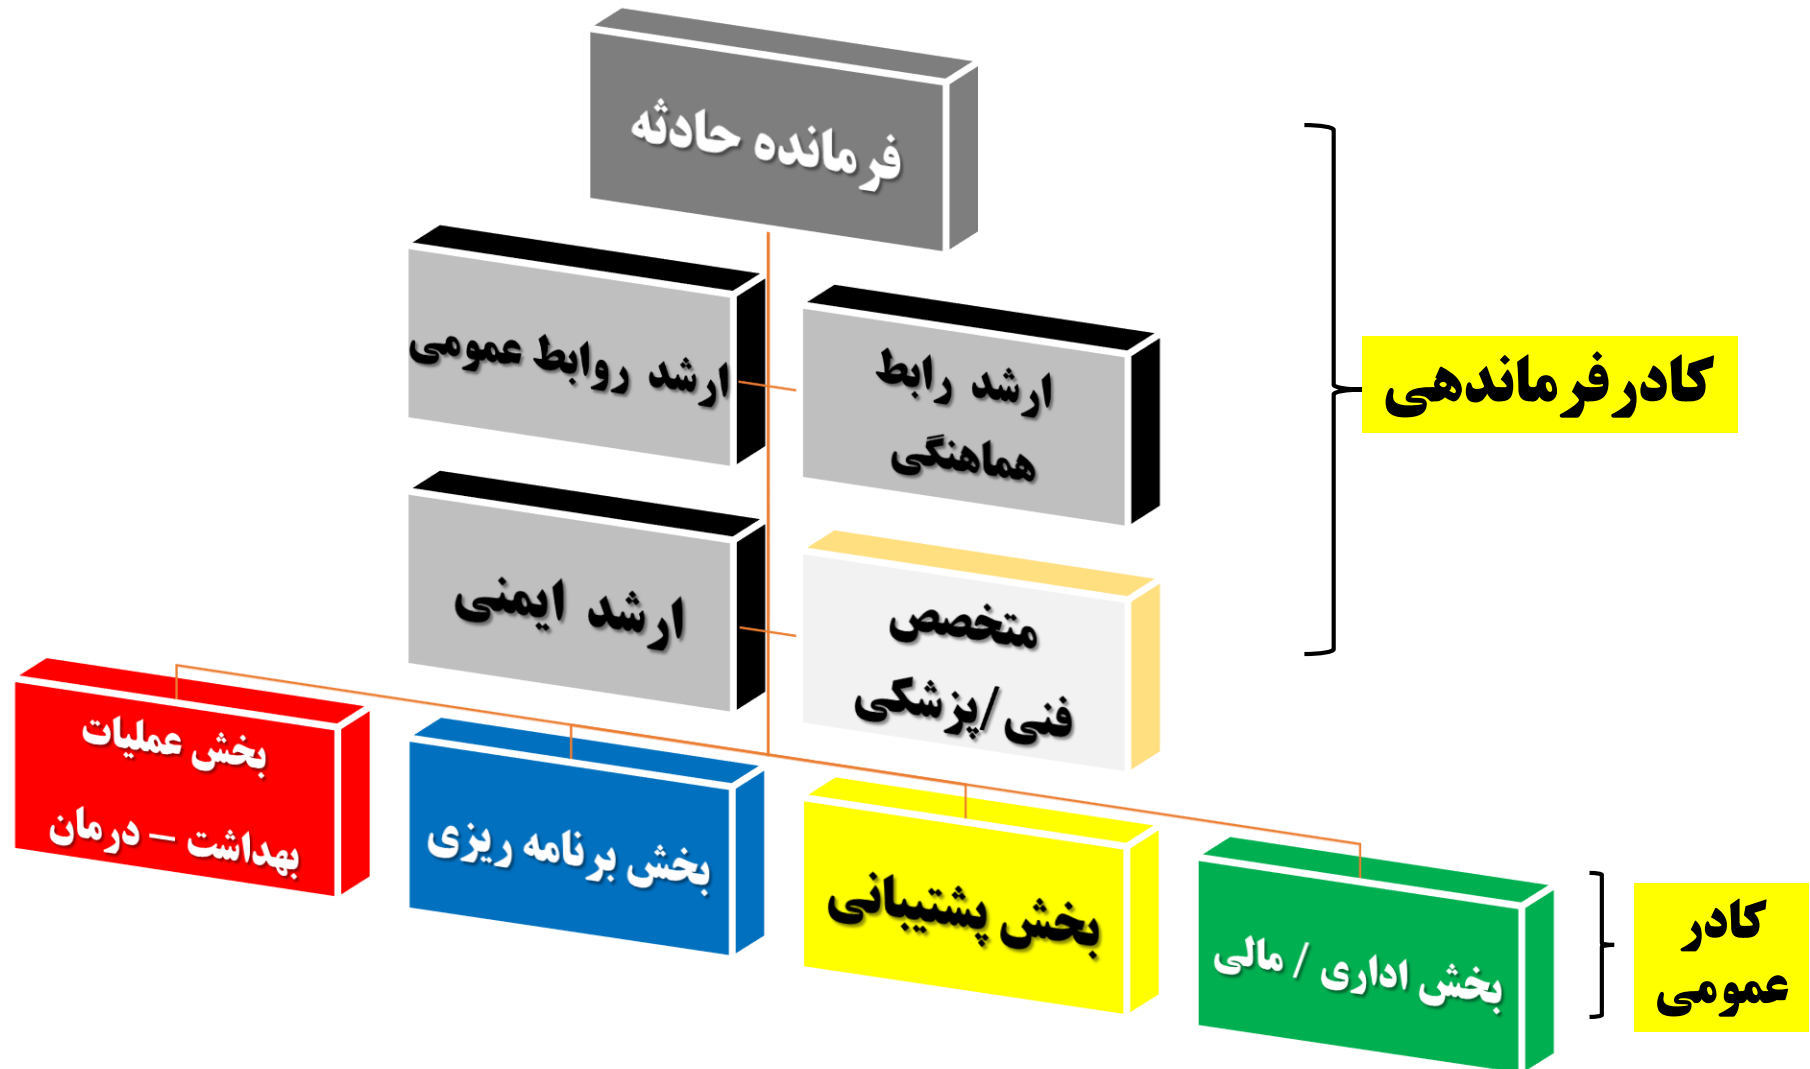 فرمانده حادثه
ارشد روابط عمومی
ارشد رابط
هماهنگی
کادرفرماندهی
ارشد ایمنی
متخصص
فنی /پزشکی
بخش عملیات
بهداشت – درمان
بخش برنامه ریزی
بخش پشتیبانی
بخش اداری / مالی
کادر
عمومی